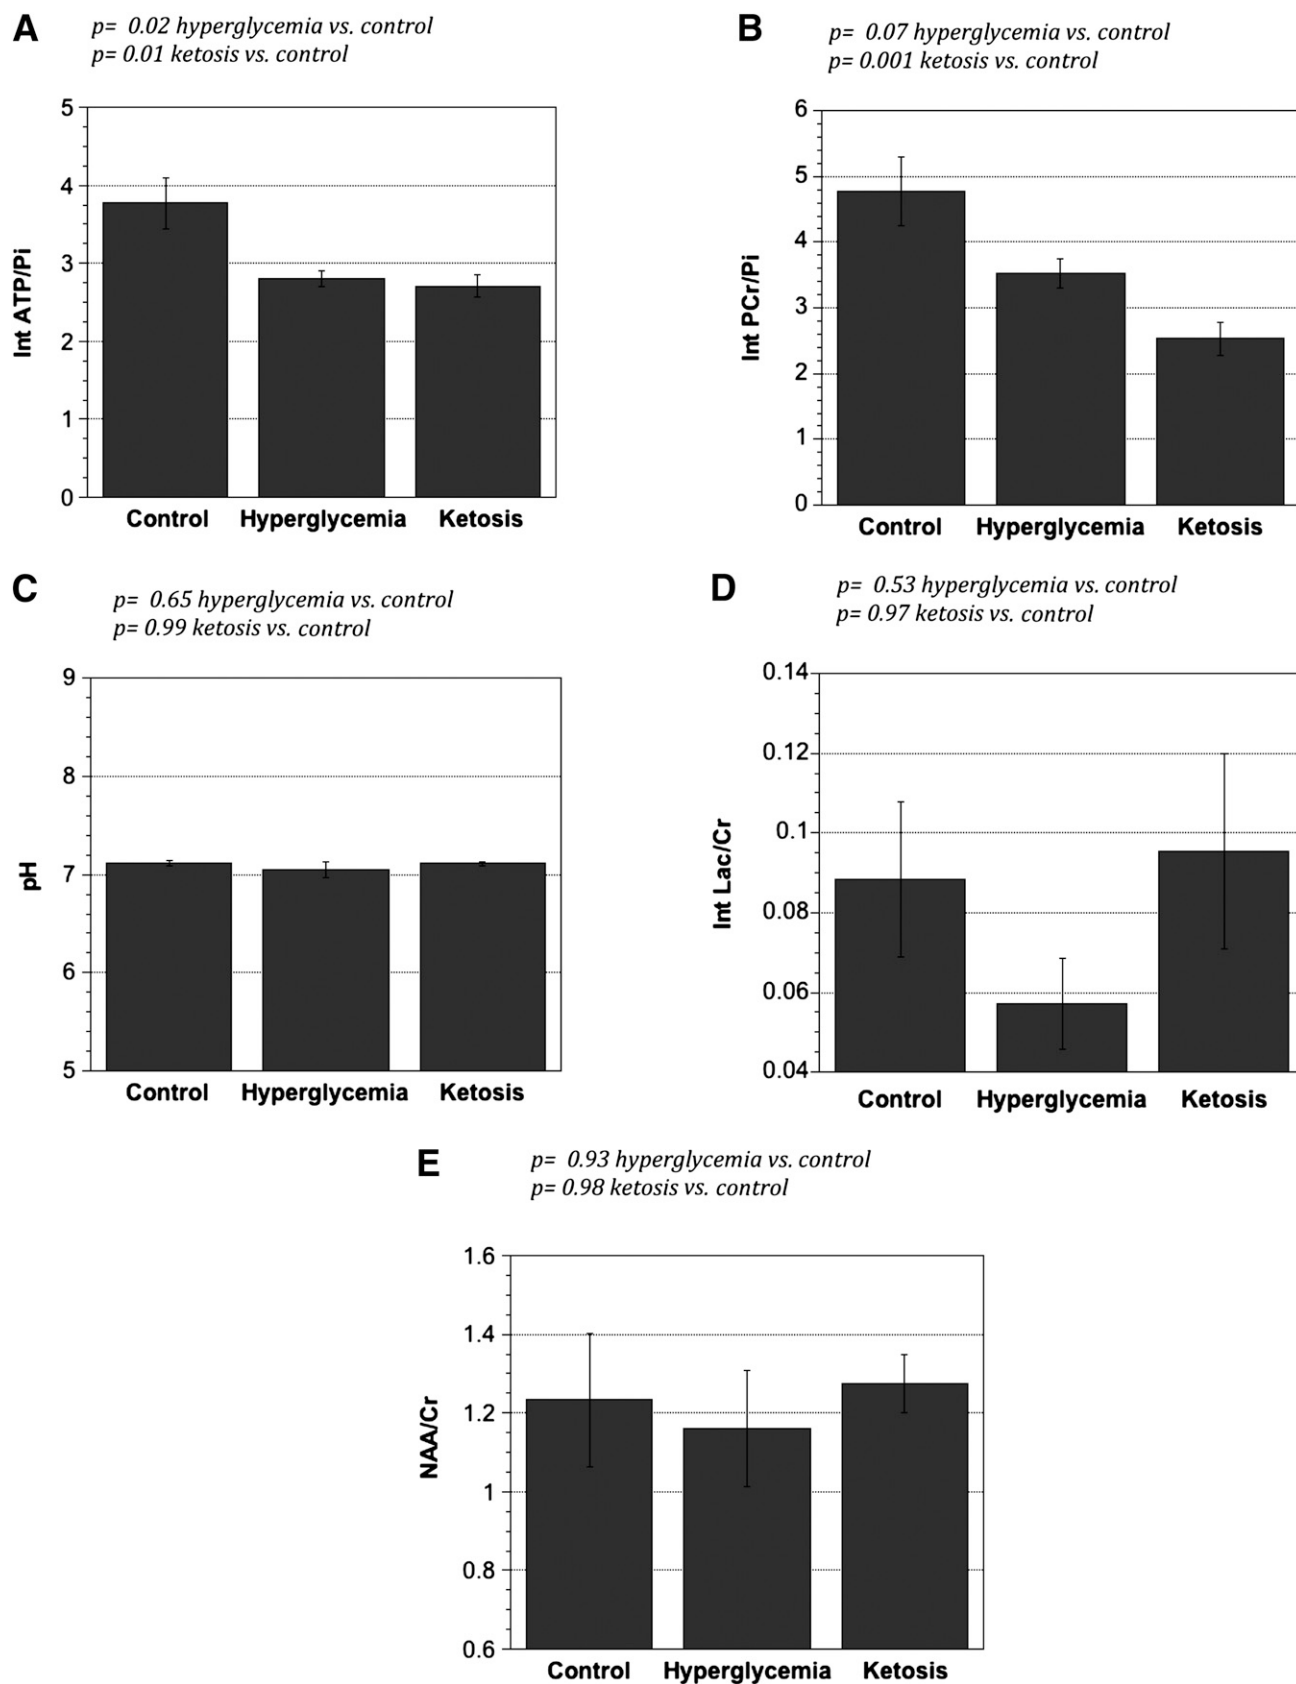 A
p= 0.02 hyperglycemia vs. control
p= 0.01 ketosis vs. control
5
4
3
2
1
0
Int ATP/Pi
Control Hyperglycemia Ketosis
B
p= 0.07 hyperglycemia vs. control
p= 0.001 ketosis vs. control
6
5
4
3
2
1
0
Int PCr/Pi
Control Hyperglycemia Ketosis
C
p= 0.65 hyperglycemia vs. control
p= 0.99 ketosis vs. control
9
8
7
6
5
pH
Control Hyperglycemia Ketosis
D
p= 0.53 hyperglycemia vs. control
p= 0.97 ketosis vs. control
0.14
0.12
0.1
0.08
0.06
0.04
Int Lac/Cr
Control Hyperglycemia Ketosis
E
p= 0.93 hyperglycemia vs. control
p= 0.98 ketosis vs. control
1.6
1.4
1.2
1
0.8
0.6
NAA/Cr
Control Hyperglycemia Ketosis